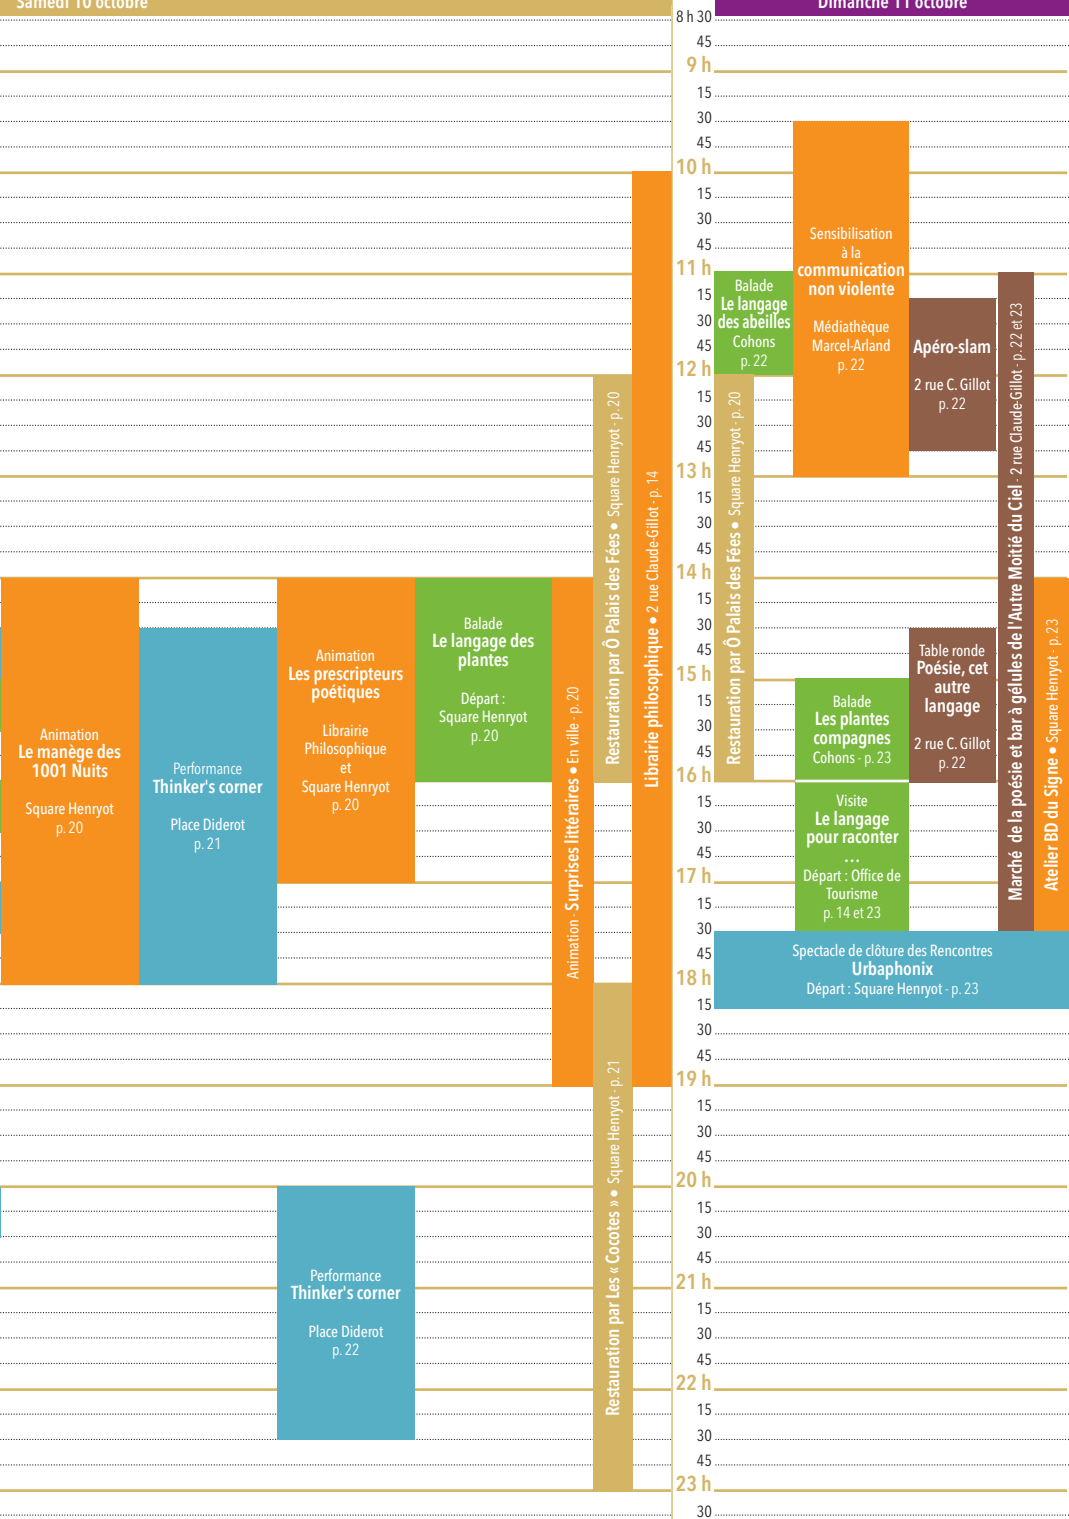 Samedi 10 octobre
Dimanche 11 octobre
8 h 30
45
9 h
15
30
45
10 h
15
30
45
11 h
15
30
45
12 h
15
30
45
13 h
15
30
45
14 h
15
30
45
15 h
15
30
45
16 h
15
30
45
17 h
15
30
45
18 h
15
30
45
19 h
15
30
45
20 h
15
30
45
21 h
15
30
45
22 h
15
30
45
23 h
30
Animation
Le manège des
1001 Nuits
Square Henryot
p. 20
Performance
Thinker's corner
Place Diderot
p. 21
Animation
Les prescripteurs
poétiques
Librairie
Philosophique
et
Square Henryot
p. 20
Balade
Le langage des
plantes
Départ :
Square Henryot
p. 20
Animation - Surprises littéraires • En ville - p. 20
Restauration par Ô Palais des Fées • Square Henryot - p. 20
Librairie philosophique • 2 rue Claude-Gillot - p. 14
Restauration par Les « Cocotes » • Square Henryot - p. 21
Performance
Thinker's corner
Place Diderot
p. 22
Balade
Le langage
des abeilles
Cohons
p. 22
Restauration par Ô Palais des Fées • Square Henryot - p. 20
Sensibilisation
à la
communication
non violente
Médiathèque
Marcel-Arland
p. 22
Apéro-slam
2 rue C. Gillot
p. 22
Marché de la poésie et bar à gélules de l'Autre Moitié du Ciel - 2 rue Claude-Gillot - p. 22 et 23
Table ronde
Poésie, cet
autre
langage
2 rue C. Gillot
p. 22
Balade
Les plantes
compagnes
Cohons - p. 23
Visite
Le langage
pour raconter
...
Départ : Office de
Tourisme
p. 14 et 23
Atelier BD du Signe • Square Henryot - p. 23
Spectacle de clôture des Rencontres
Urbaphonix
Départ : Square Henryot - p. 23